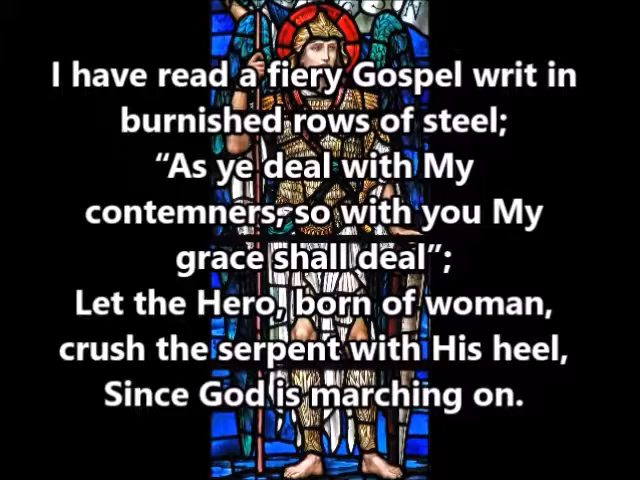 I have read a fiery Gospel writ in
burnished rows of steel;
“As ye deal with My
contemners, so with you My
grace shall deal”;
Let the Hero, born of woman,
crush the serpent with His heel,
Since God is marching on.